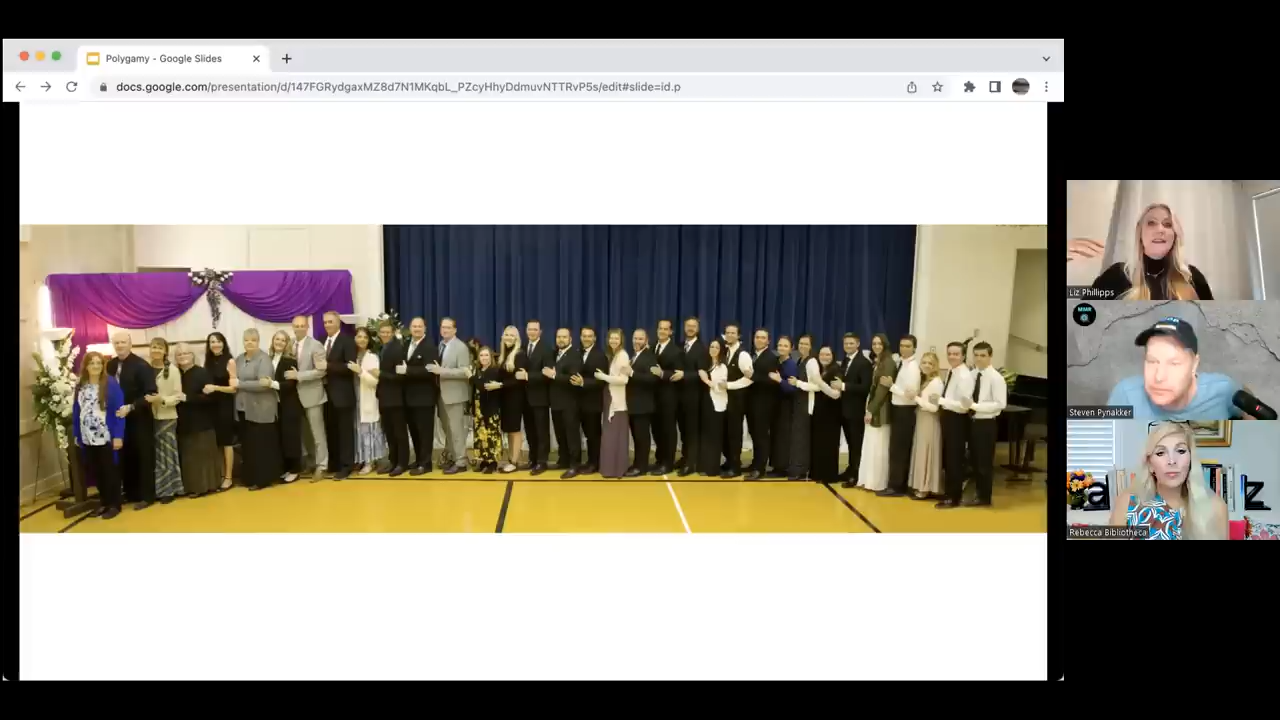 Polygamy - Google Slides
docs.google.com/presentation/d/147FGRydgaxMZ8d7N1MKqbL_PZcyHhyDdmuvNTTRvP5s/edit#slide=id.p
Liz Phillipps
Steven Pynakker
Rebecca Bibliotheca